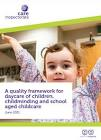 care
inspectorate
A quality framework for
daycare of children,
childminding and school
aged childcare
June 2022